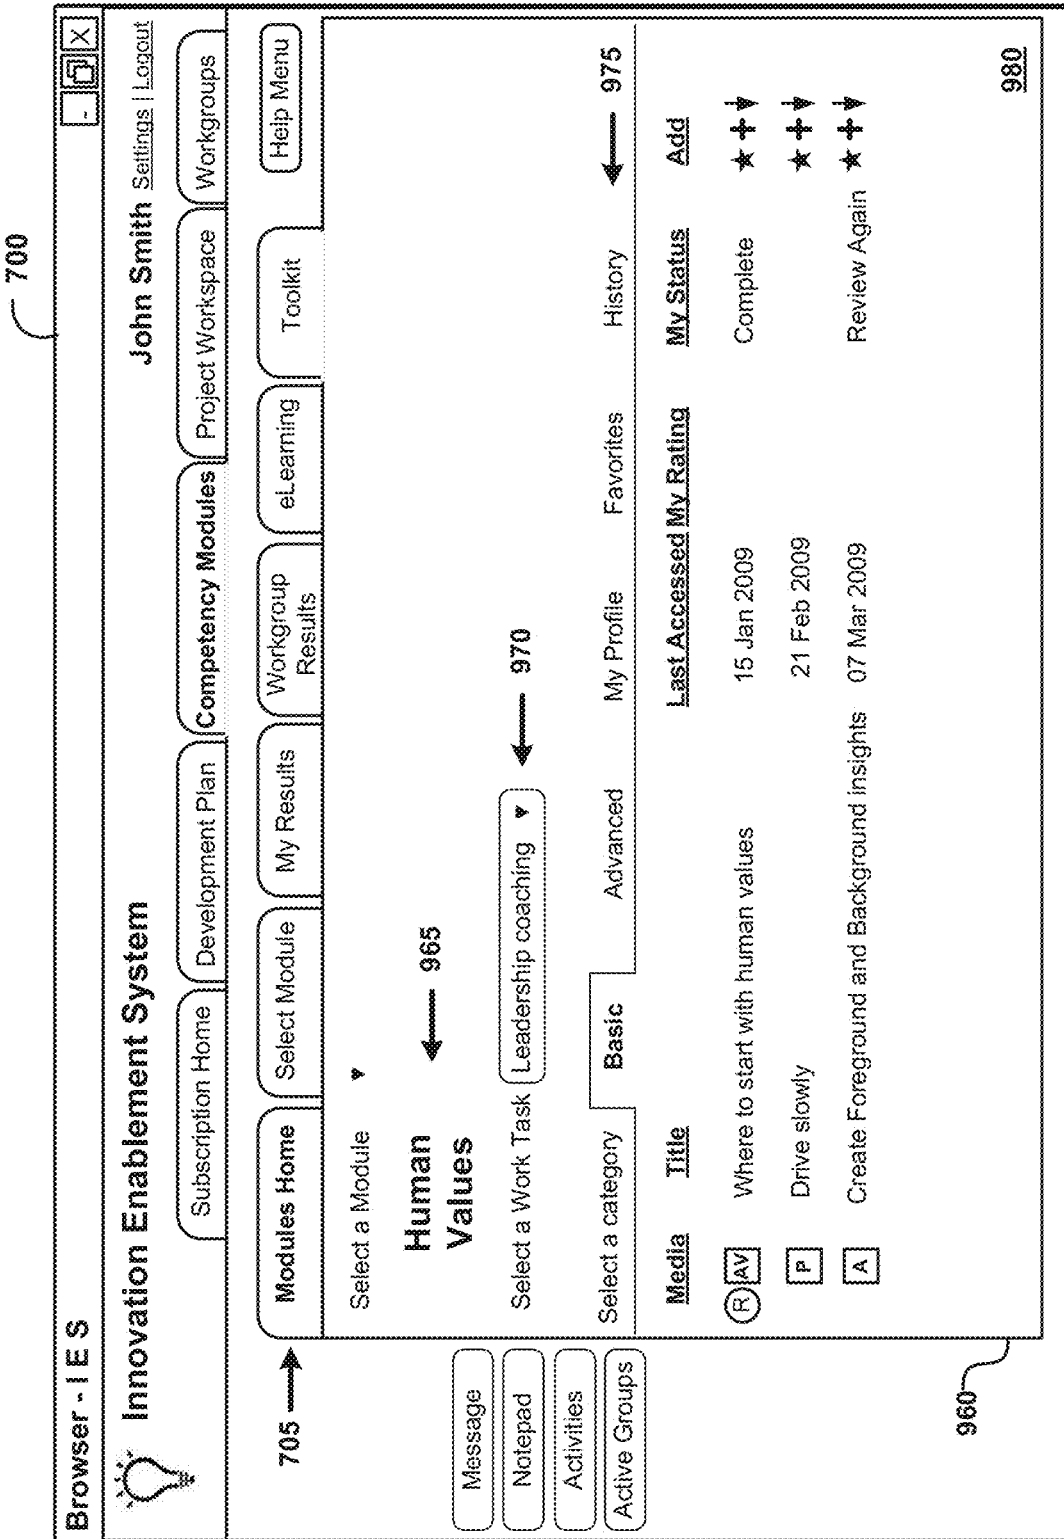 700
Browser - I E S
- X
Innovation Enablement System
John Smith Settings | Logout
Subscription Home Development Plan Competency Modules Project Workspace Workgroups
705
Modules Home Select Module My Results Workgroup Results eLearning Toolkit Help Menu
Select a Module
Human
Values
965
Message
Notepad
Activities
Active Groups
Select a Work Task Leadership coaching
970
Select a category Basic Advanced My Profile Favorites History
975
Media Title Last Accessed My Rating My Status Add
R AV Where to start with human values 15 Jan 2009 Complete
P Drive slowly 21 Feb 2009
A Create Foreground and Background insights 07 Mar 2009 Review Again
960
980